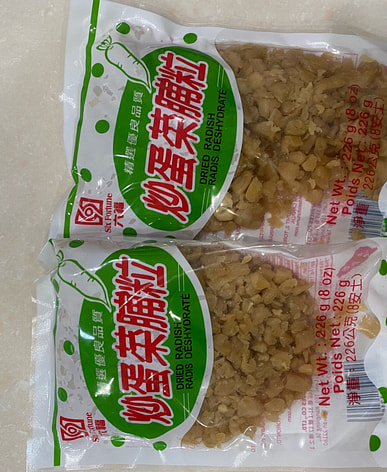 精選優良品質
炒蛋菜脯粒
DRIED RADISH
RADIS DESHYDRATÉ
Six Fortune
六福
Net Wt. : 226 g (8 oz)
Poids Net : 226 g
淨重 : 226公克(8安士)
選優良品質
炒蛋菜脯粒
DRIED RADISH
RADIS DESHYDRATÉ
Six Fortune
六福
Net Wt. : 226 g (8 oz)
Poids Net : 226 g
淨重 : 226公克(8安士)